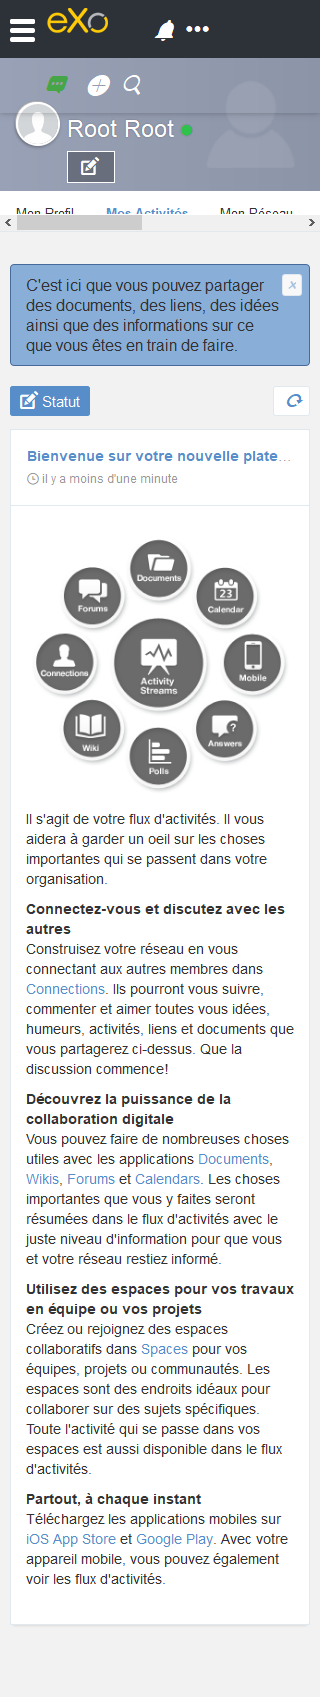 eXo
•••
Root Root
Mon Profil Mes Activités Mon Réseau
C'est ici que vous pouvez partager
des documents, des liens, des idées
ainsi que des informations sur ce
que vous êtes en train de faire.
x
Statut
Bienvenue sur votre nouvelle plate...
il y a moins d'une minute
Documents
Forums
Calendar
23
Connections
Activity
Streams
Mobile
Wiki
Answers
?
Polls
Il s'agit de votre flux d'activités. Il vous
aidera à garder un oeil sur les choses
importantes qui se passent dans votre
organisation.
Connectez-vous et discutez avec les
autres
Construisez votre réseau en vous
connectant aux autres membres dans
Connections. Ils pourront vous suivre,
commenter et aimer toutes vous idées,
humeurs, activités, liens et documents que
vous partagerez ci-dessus. Que la
discussion commence!
Découvrez la puissance de la
collaboration digitale
Vous pouvez faire de nombreuses choses
utiles avec les applications Documents,
Wikis, Forums et Calendars. Les choses
importantes que vous y faites seront
résumées dans le flux d'activités avec le
juste niveau d'information pour que vous
et votre réseau restiez informé.
Utilisez des espaces pour vos travaux
en équipe ou vos projets
Créez ou rejoignez des espaces
collaboratifs dans Spaces pour vos
équipes, projets ou communautés. Les
espaces sont des endroits idéaux pour
collaborer sur des sujets spécifiques.
Toute l'activité qui se passe dans vos
espaces est aussi disponible dans le flux
d'activités.
Partout, à chaque instant
Téléchargez les applications mobiles sur
iOS App Store et Google Play. Avec votre
appareil mobile, vous pouvez également
voir les flux d'activités.